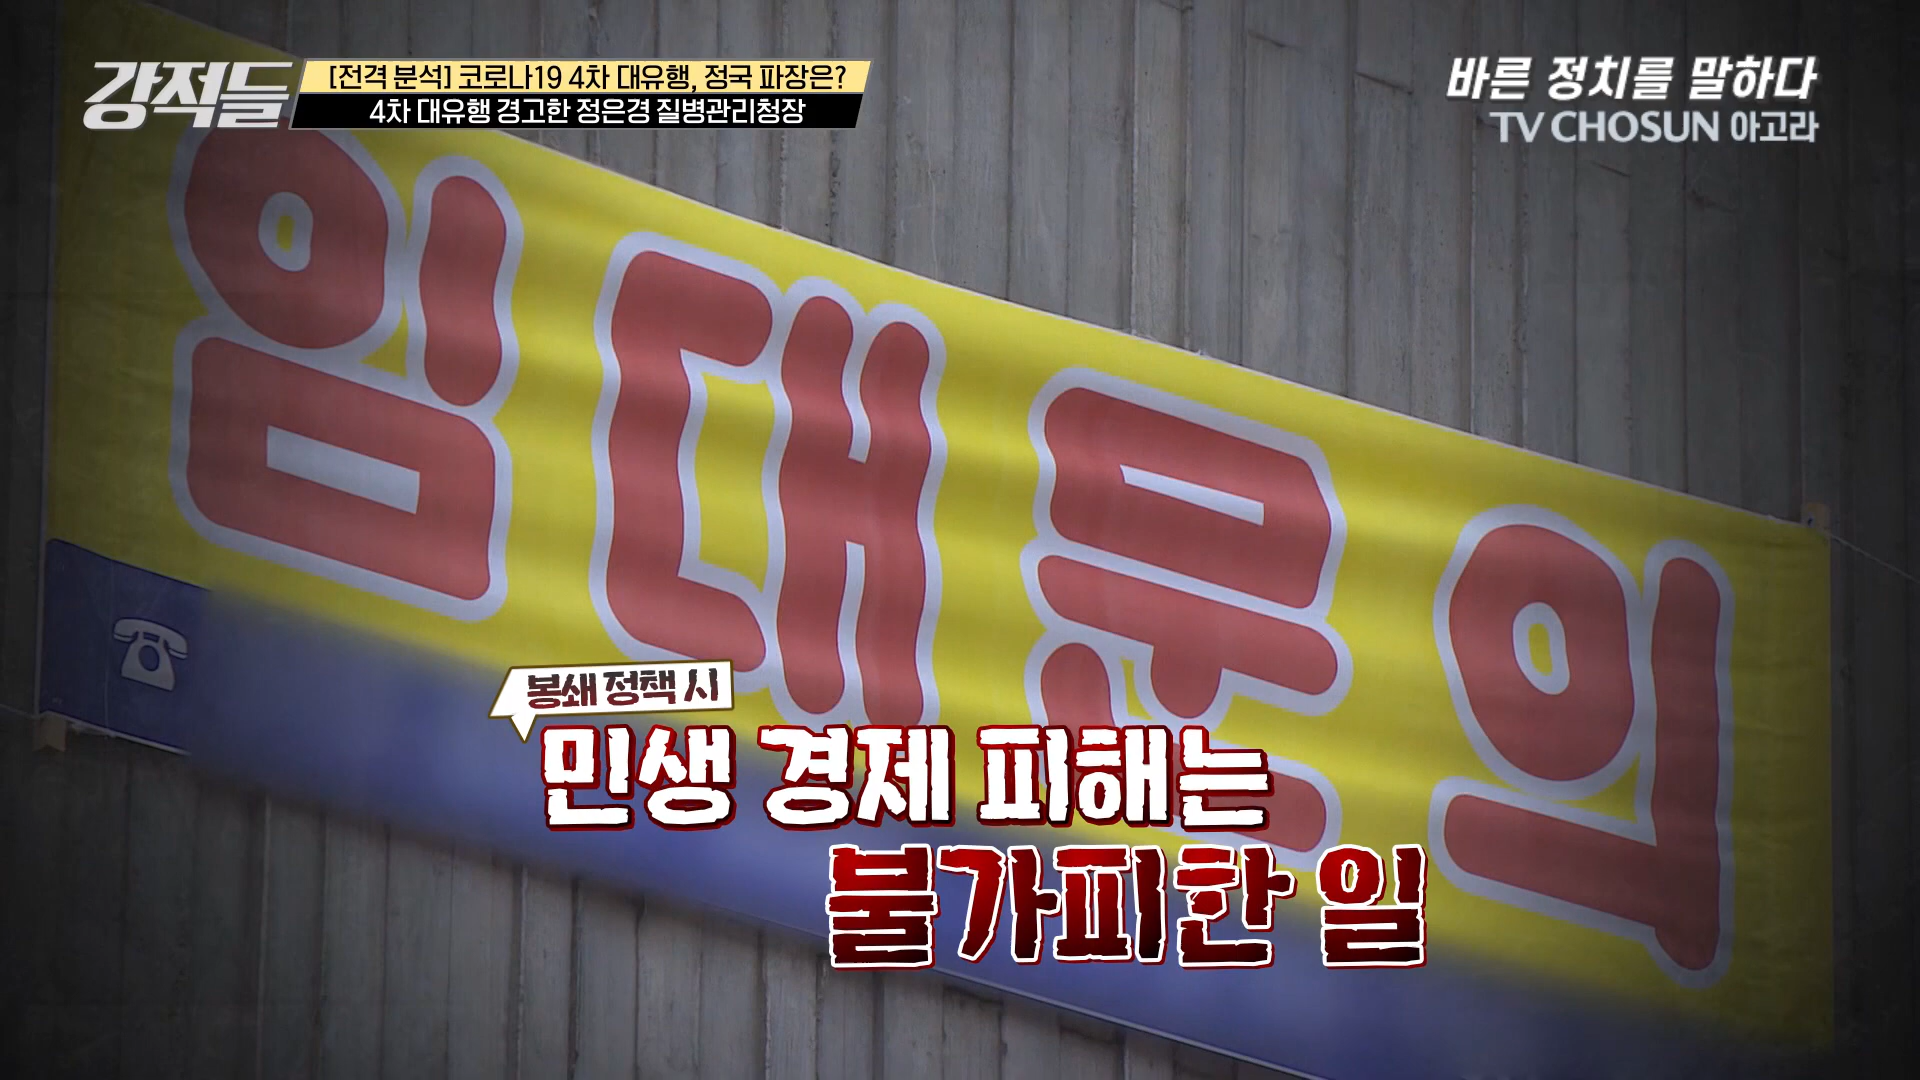 강적들
[전격 분석] 코로나19 4차 대유행, 정국 파장은?
4차 대유행 경고한 정은경 질병관리청장
바른 정치를 말하다
TV CHOSUN 아고라
임대문의
봉쇄 정책 시
민생 경제 피해는
불가피한 일